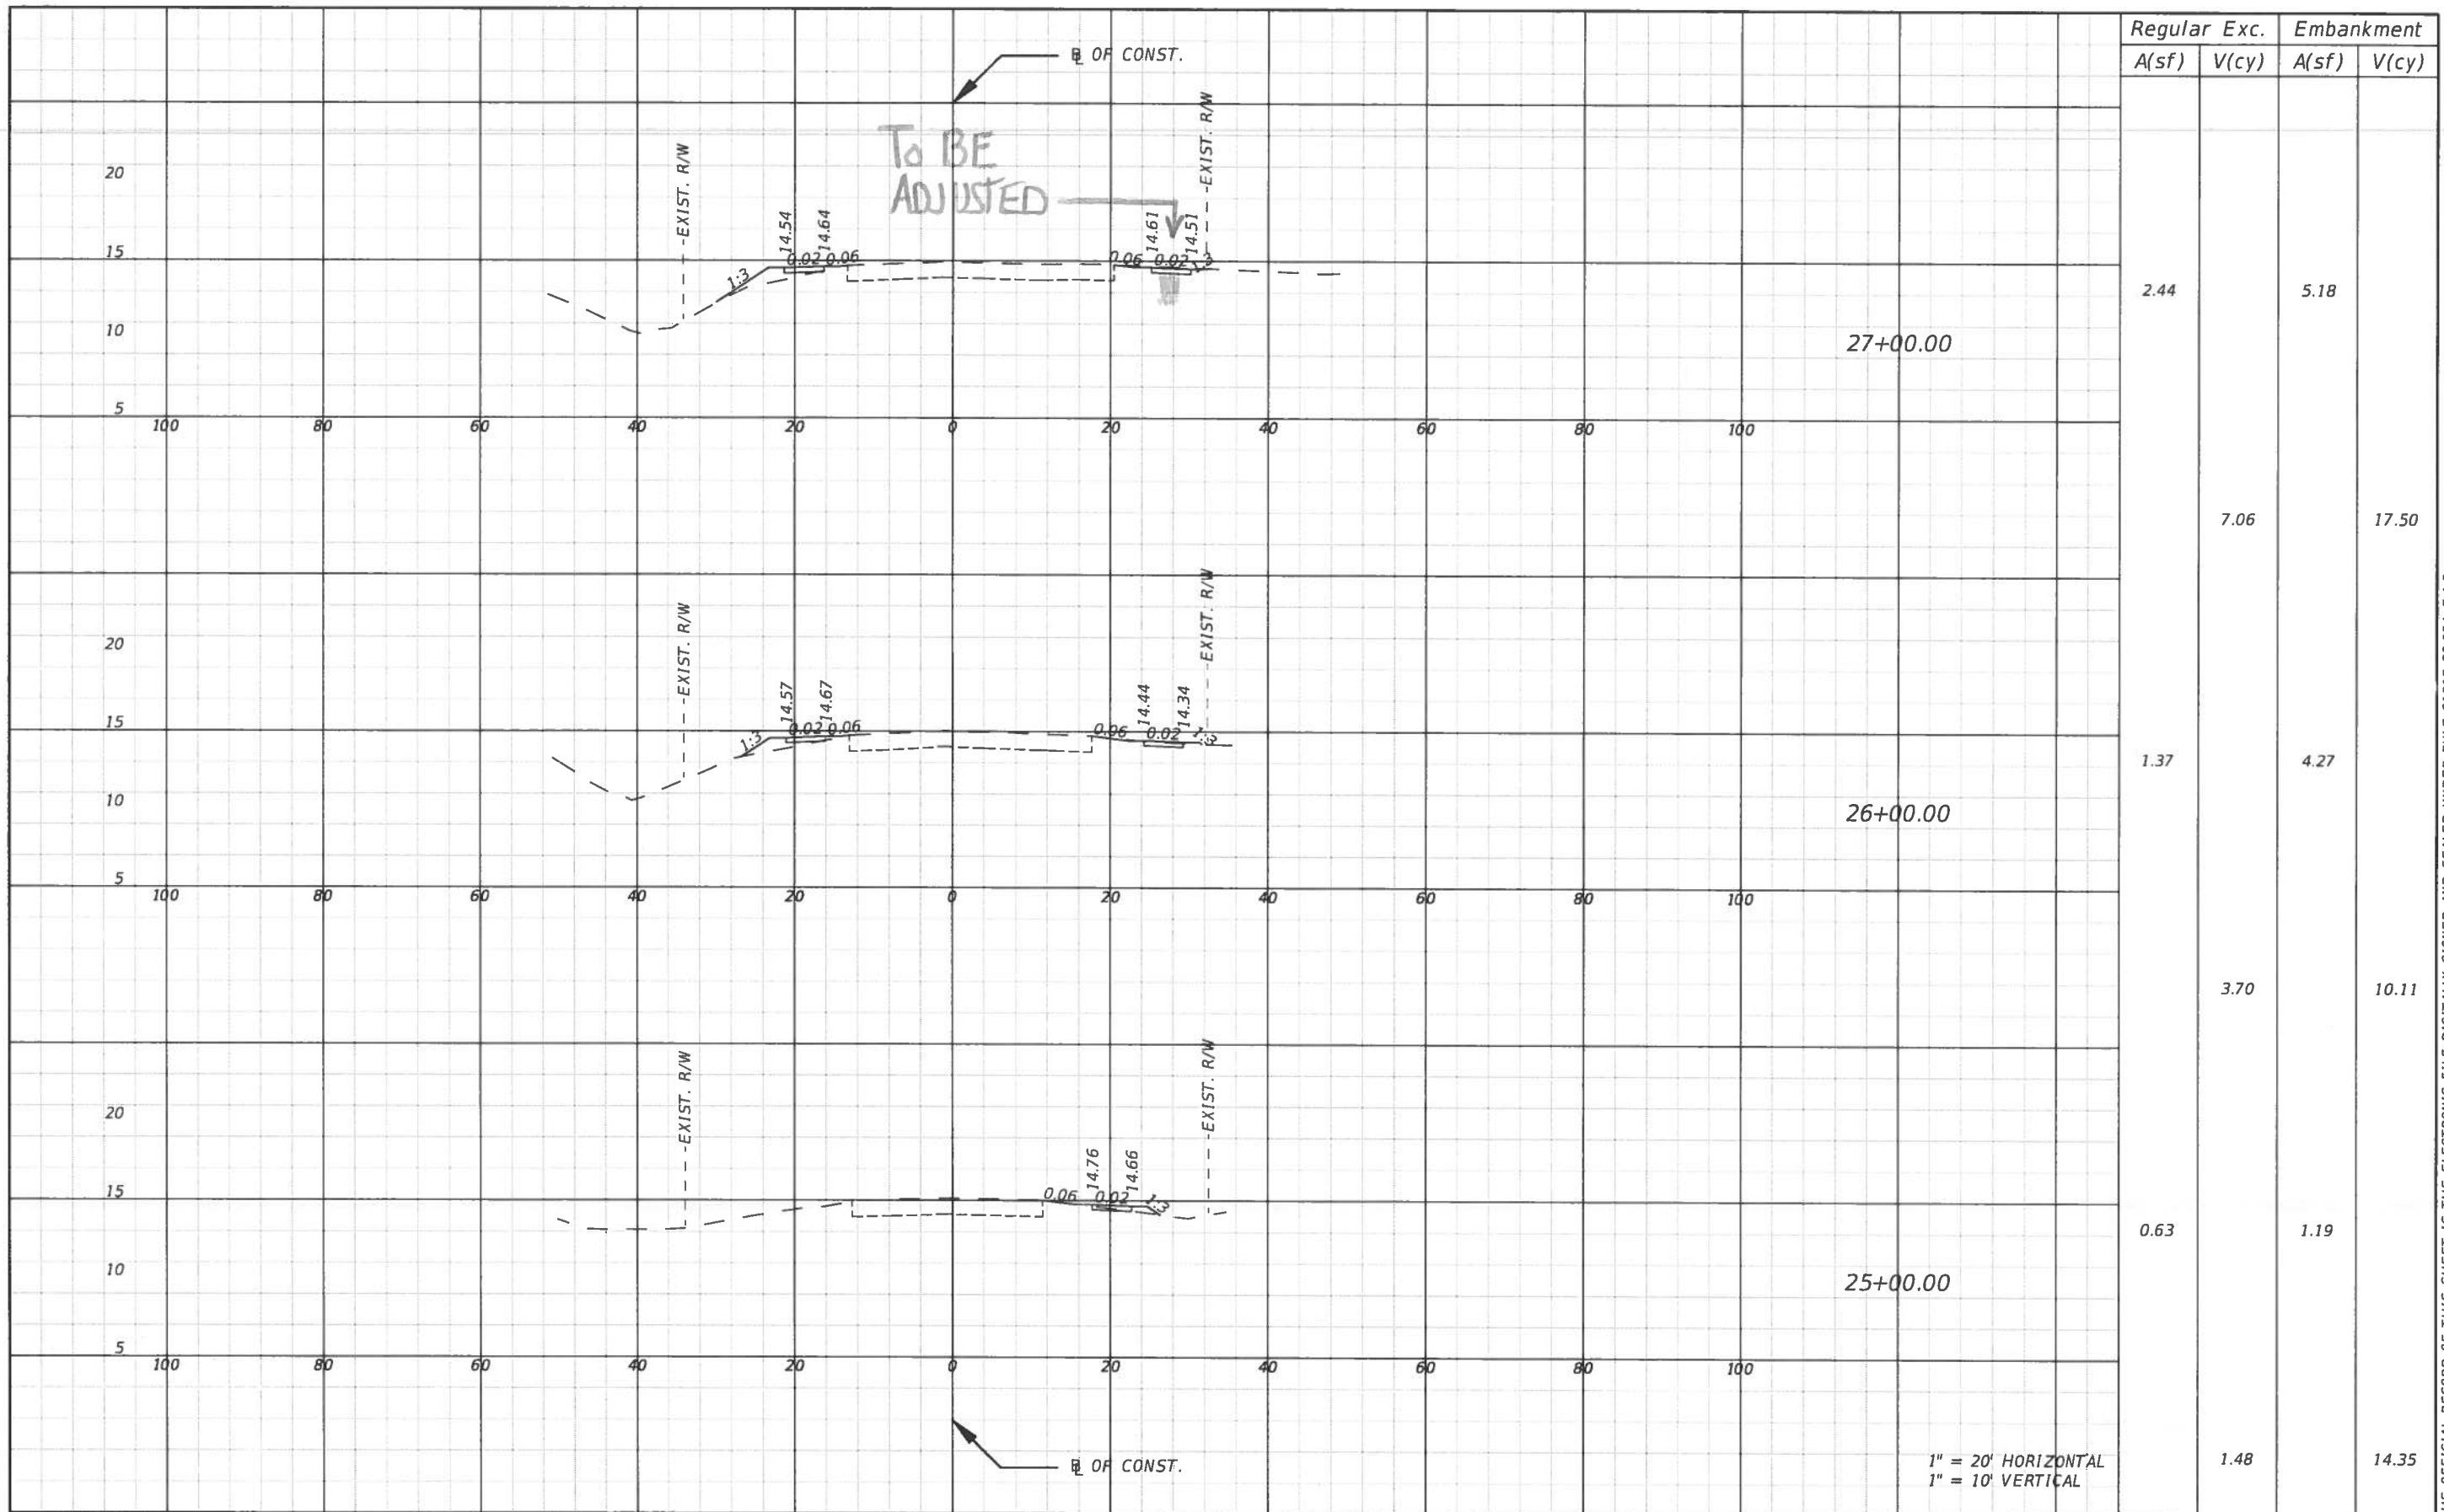 Regular Exc. Embankment
A(sf) V(cy) A(sf) V(cy)
℄ OF CONST.
To BE
ADJUSTED
EXIST. R/W
EXIST. R/W
20
14.54 14.64 14.61 14.51
15 1:3 0.02 0.06 0.06 0.02 1:3
2.44 5.18
10
27+00.00
5
100 80 60 40 20 0 20 40 60 80 100
7.06 17.50
EXIST. R/W
EXIST. R/W
20
14.57 14.67 14.44 14.34
15 1:3 0.02 0.06 0.06 0.02 1:3
1.37 4.27
10
26+00.00
5
100 80 60 40 20 0 20 40 60 80 100
3.70 10.11
EXIST. R/W
EXIST. R/W
20
14.76 14.66
15 0.06 0.02 1:3
0.63 1.19
10
25+00.00
5
100 80 60 40 20 0 20 40 60 80 100
℄ OF CONST.
1" = 20' HORIZONTAL
1" = 10' VERTICAL
1.48 14.35